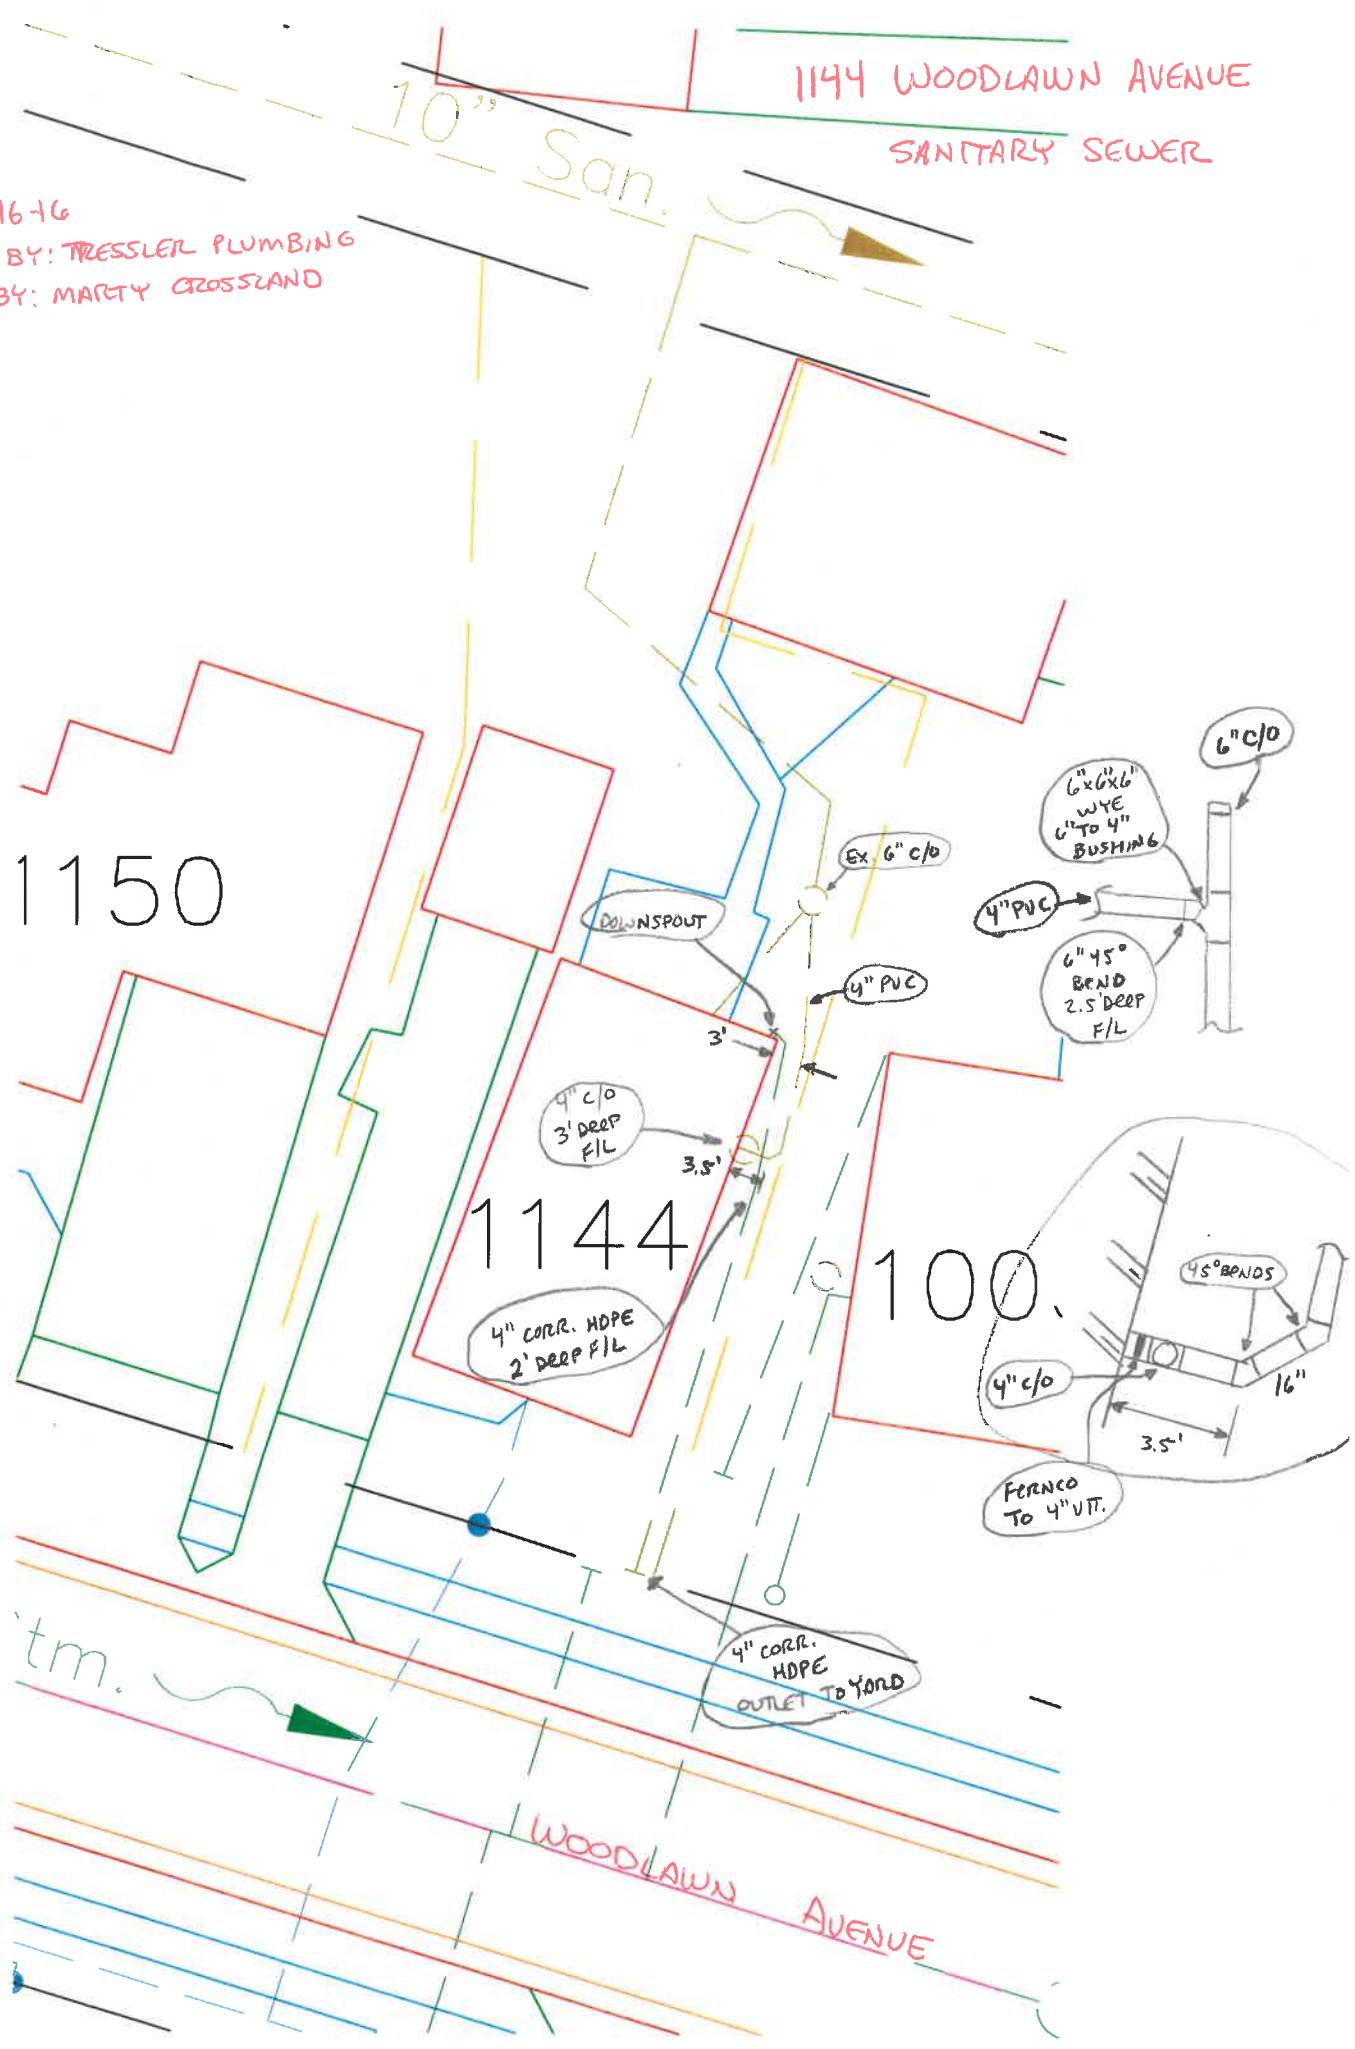 1144 WOODLAWN AVENUE
SANITARY SEWER
10" San.
16-16
BY: TRESSLER PLUMBING
BY: MARTY CROSSLAND
6" C/O
6"x6"x6"
WYE
6" TO 4"
BUSHING
4" PVC
6" 45°
BEND
2.5' DEEP
F/L
1150
EX. 6" C/O
DOWNSPOUT
4" PVC
3'
4" C/O
3' DEEP
F/L
3.5'
1144
100.
4" CORR. HDPE
2' DEEP F/L
45° BENDS
4" C/O
16"
3.5'
FERNCO
TO 4" VIT.
4" CORR.
HDPE
OUTLET TO YARD
tm.
WOODLAWN AVENUE